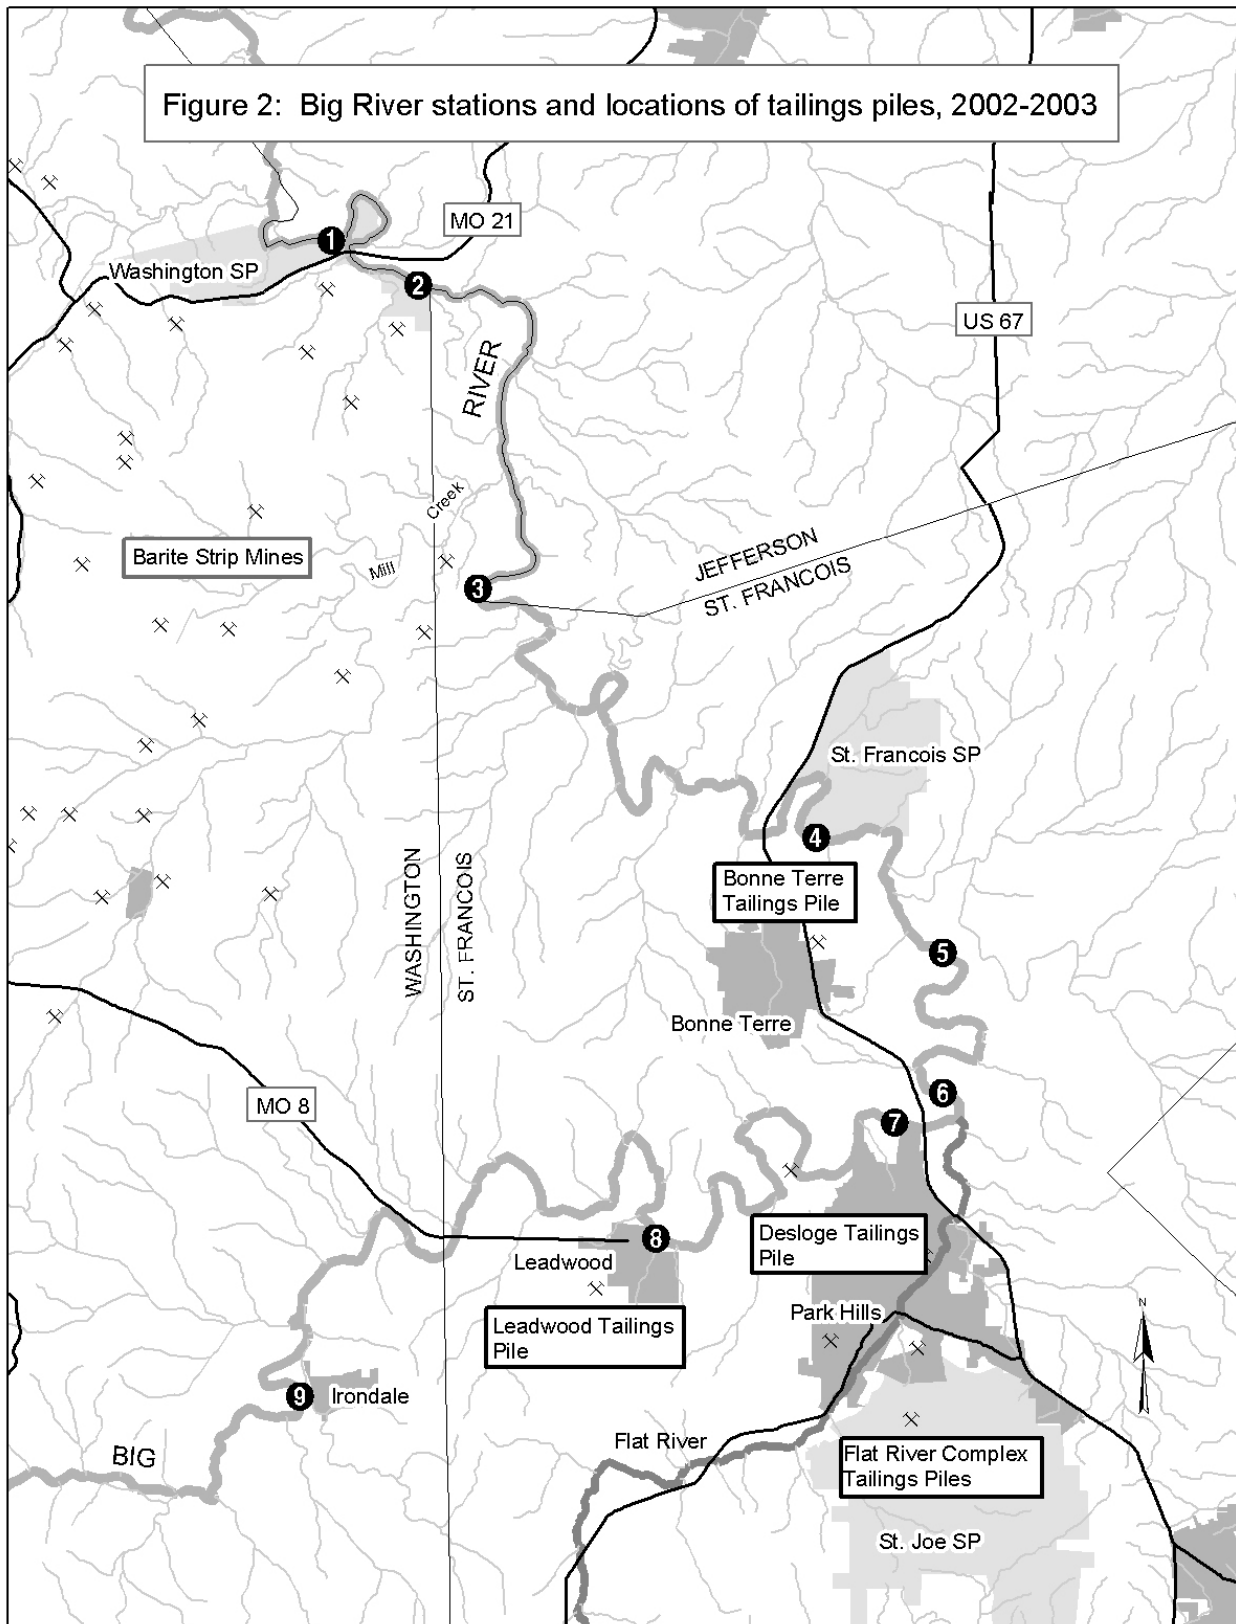 Figure 2: Big River stations and locations of tailings piles, 2002-2003
MO 21
1
Washington SP
2
US 67
RIVER
Creek
Barite Strip Mines
Mill
JEFFERSON
3
ST. FRANCOIS
St. Francois SP
4
WASHINGTON
ST. FRANCOIS
Bonne Terre
Tailings Pile
5
Bonne Terre
6
MO 8
7
Desloge Tailings
Pile
8
Leadwood
Park Hills
Leadwood Tailings
Pile
N
9
Irondale
Flat River
BIG
Flat River Complex
Tailings Piles
St. Joe SP